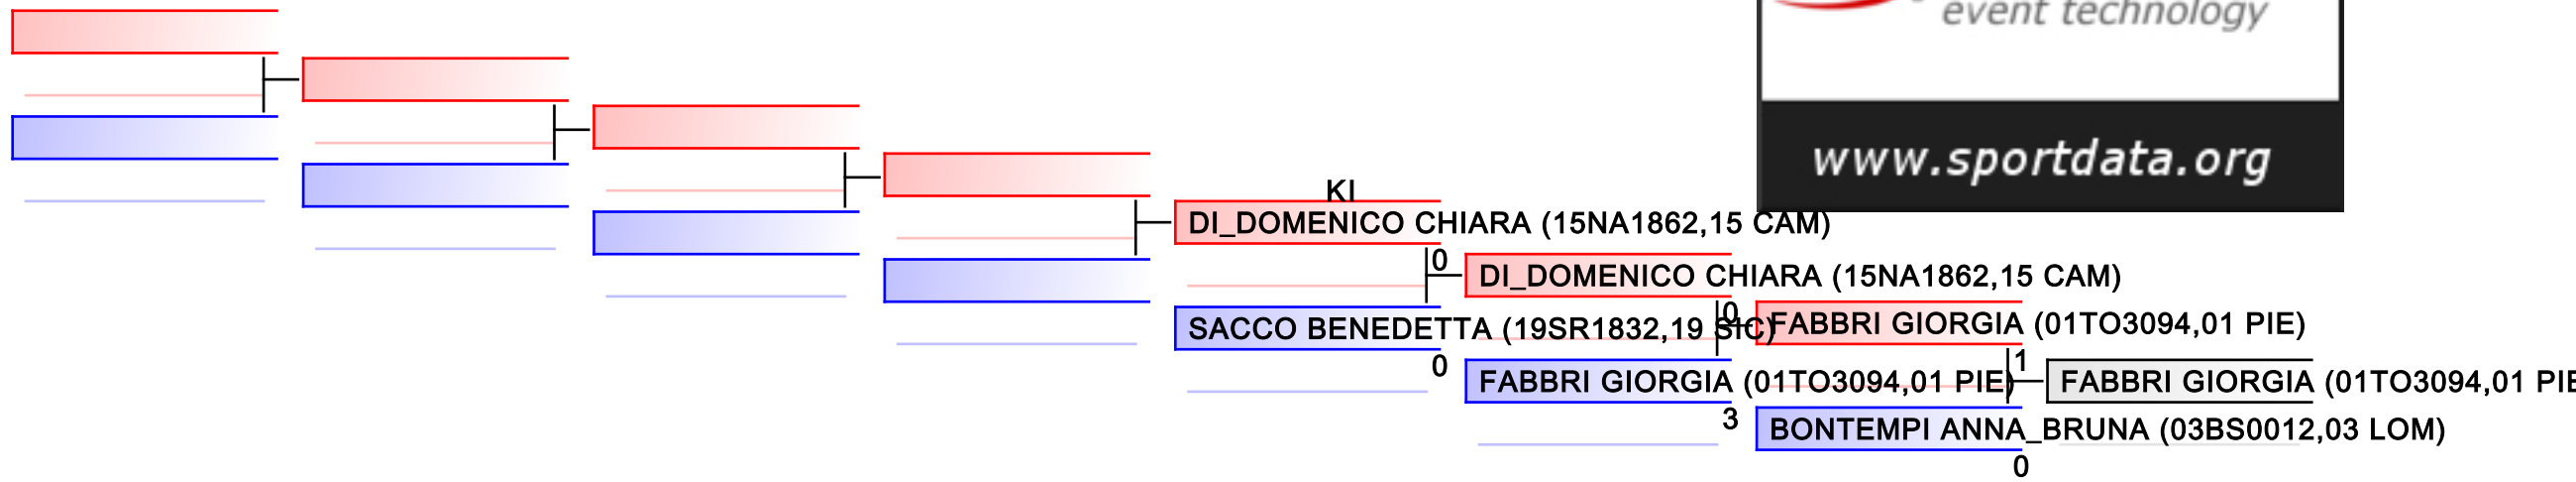 event technology
www.sportdata.org
KI
DI_DOMENICO CHIARA (15NA1862,15 CAM)
0
DI_DOMENICO CHIARA (15NA1862,15 CAM)
0
SACCO BENEDETTA (19SR1832,19 SIC)
FABBRI GIORGIA (01TO3094,01 PIE)
0
1
FABBRI GIORGIA (01TO3094,01 PIE)
FABBRI GIORGIA (01TO3094,01 PIE
3
BONTEMPI ANNA_BRUNA (03BS0012,03 LOM)
0